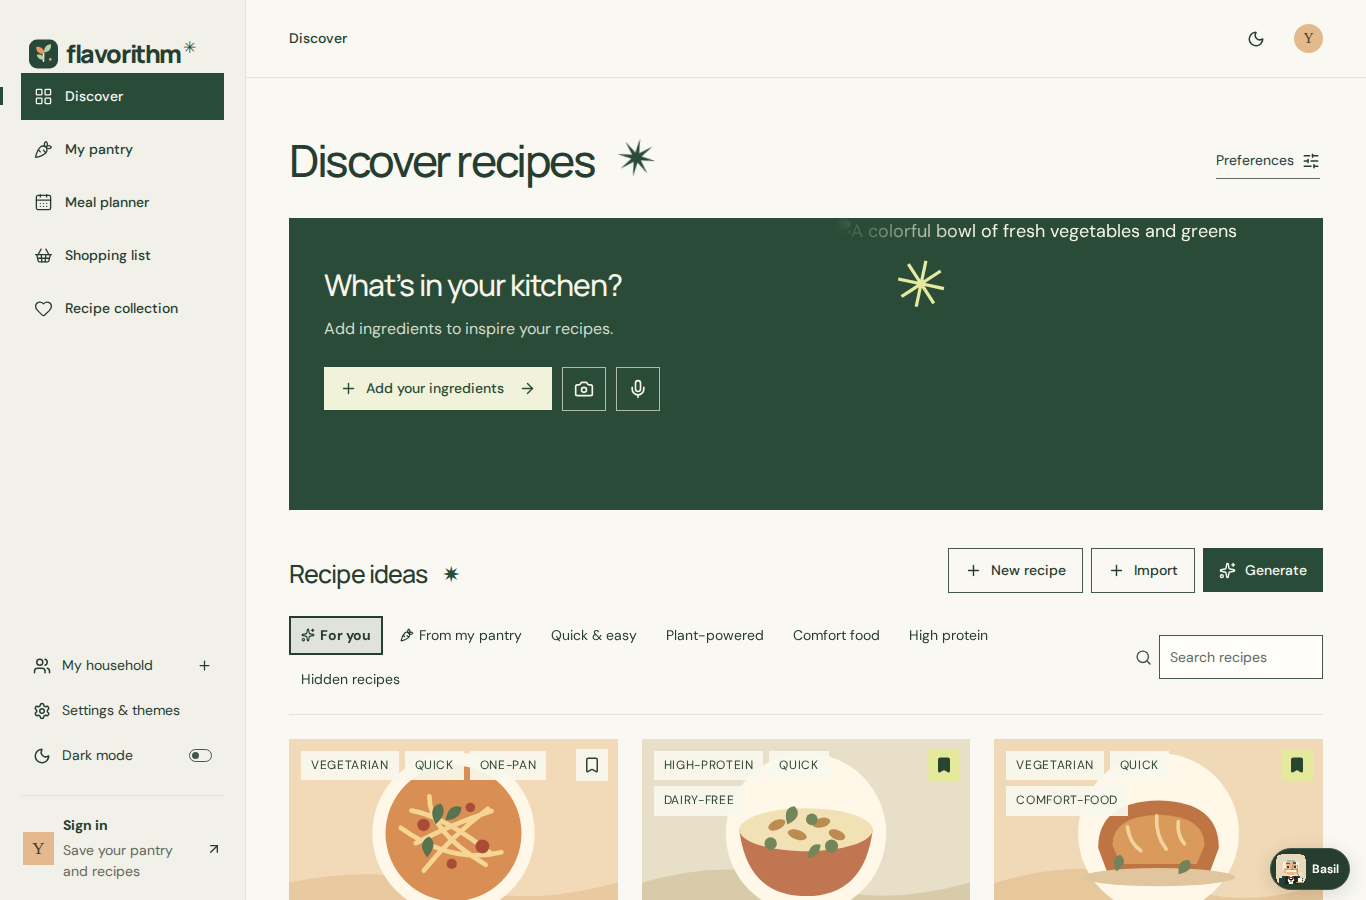 flavorithm
Discover
My pantry
Meal planner
Shopping list
Recipe collection
My household
Settings & themes
Dark mode
Y
Sign in
Save your pantry
and recipes
Discover
Y
Discover recipes
Preferences
A colorful bowl of fresh vegetables and greens
What's in your kitchen?
Add ingredients to inspire your recipes.
Add your ingredients
Recipe ideas
New recipe
Import
Generate
For you
From my pantry
Quick & easy
Plant-powered
Comfort food
High protein
Hidden recipes
Search recipes
VEGETARIAN
QUICK
ONE-PAN
HIGH-PROTEIN
QUICK
DAIRY-FREE
VEGETARIAN
QUICK
COMFORT-FOOD
Basil